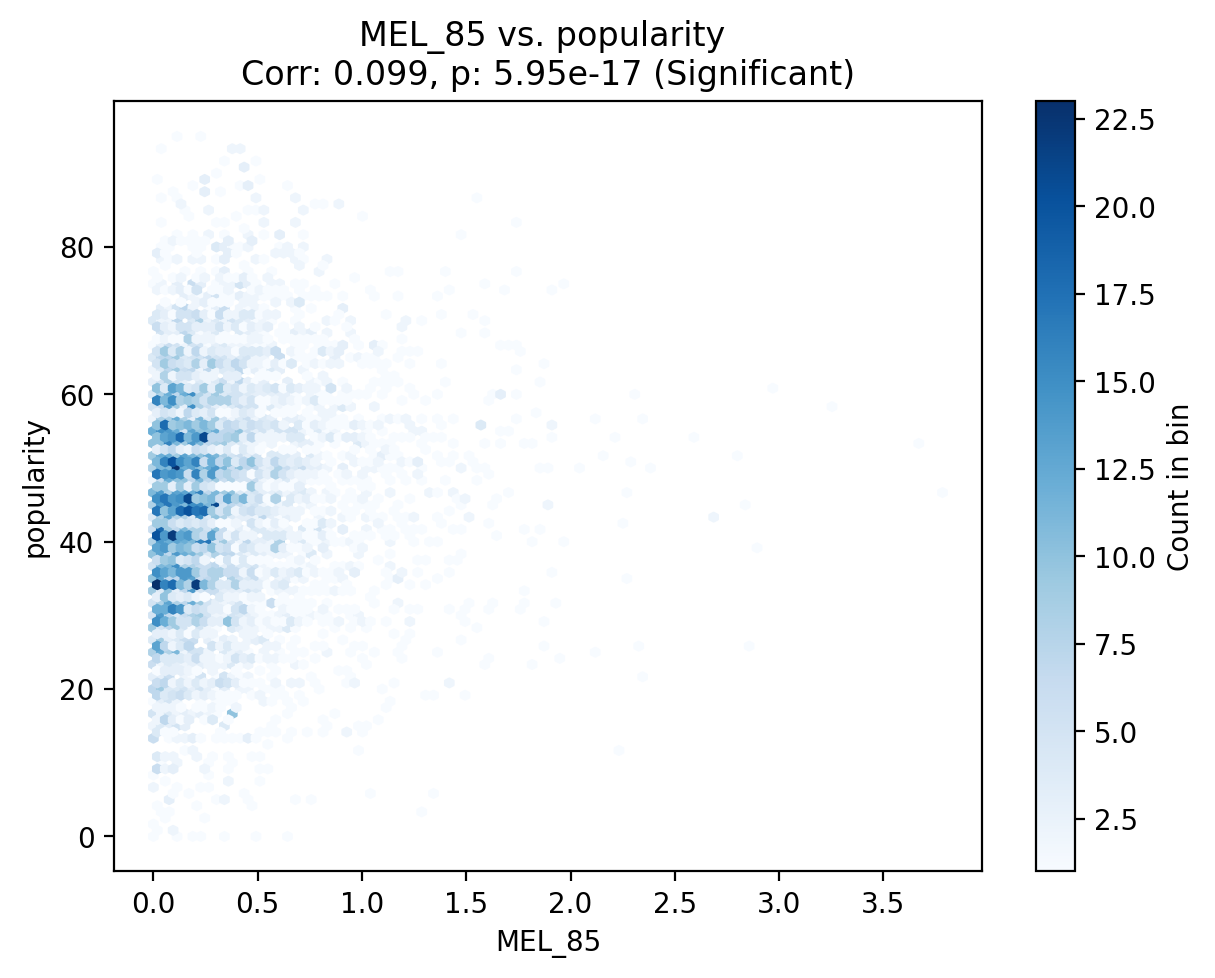 MEL_85 vs. popularity
Corr: 0.099, p: 5.95e-17 (Significant)
popularity
80
60
40
20
0
0.0 0.5 1.0 1.5 2.0 2.5 3.0 3.5
MEL_85
22.5
20.0
17.5
15.0
12.5
10.0
7.5
5.0
2.5
Count in bin